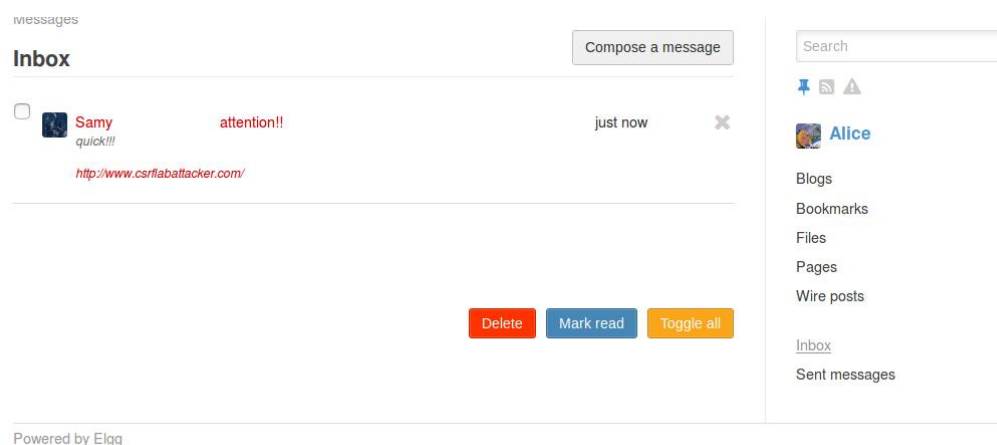 Messages
Inbox
Compose a message
Samy attention!! just now
quick!!!
http://www.csrflabattacker.com/
Delete Mark read Toggle all
Search
Alice
Blogs
Bookmarks
Files
Pages
Wire posts
Inbox
Sent messages
Powered by Elgg